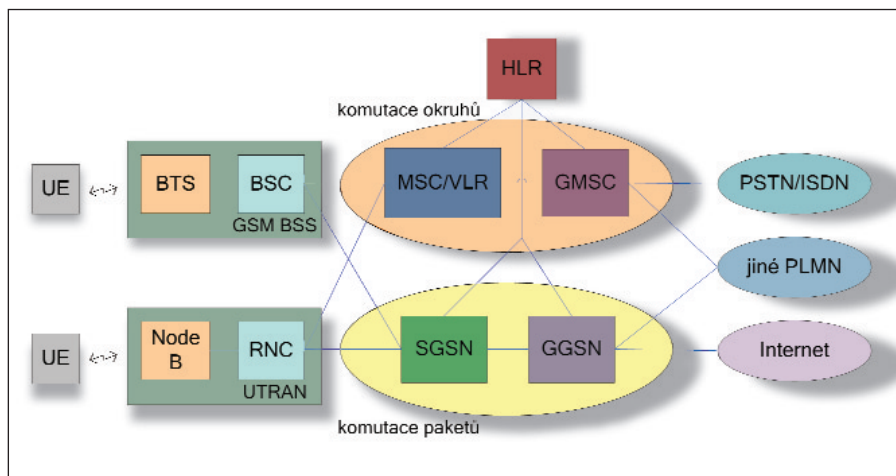 HLR
komutace okruhů
UE
BTS
BSC
GSM BSS
MSC/VLR
GMSC
PSTN/ISDN
jiné PLMN
UE
Node
B
RNC
UTRAN
SGSN
GGSN
Internet
komutace paketů